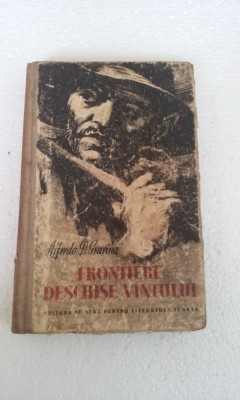 Alfredo D. Gravina
FRONTIERE
DESCHISE VÎNTULUI
EDITURA DE STAT PENTRU LITERATURĂ ȘI ARTĂ